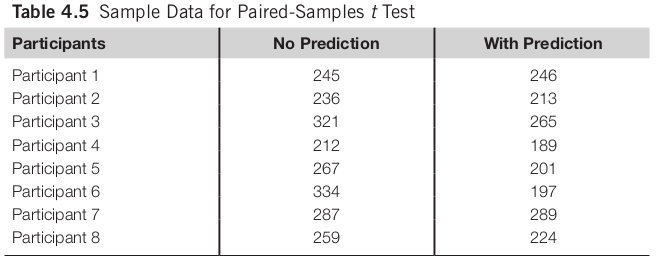 Table 4.5 Sample Data for Paired-Samples t Test
Participants No Prediction With Prediction
Participant 1 245 246
Participant 2 236 213
Participant 3 321 265
Participant 4 212 189
Participant 5 267 201
Participant 6 334 197
Participant 7 287 289
Participant 8 259 224